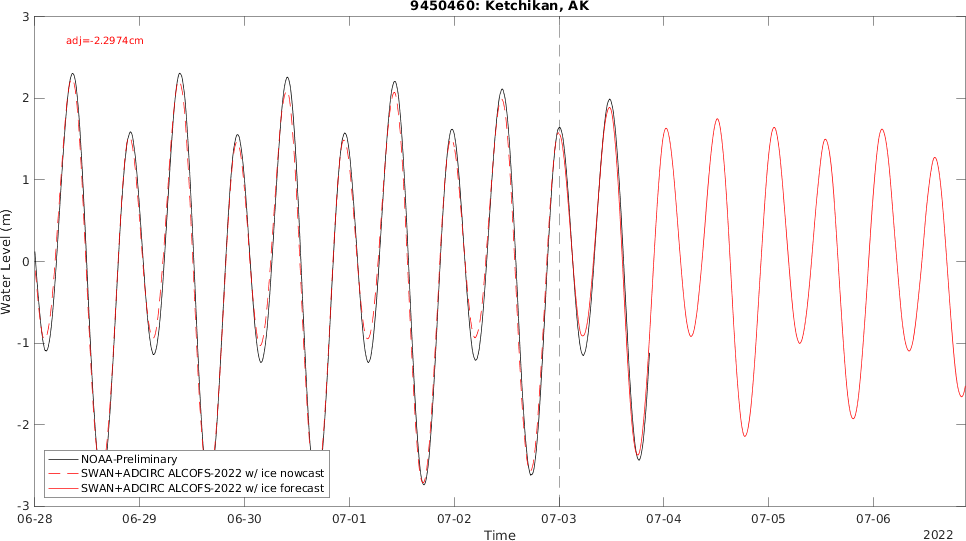 9450460: Ketchikan, AK
adj=-2.2974cm
3
2
1
0
-1
-2
-3
Water Level (m)
NOAA-Preliminary
SWAN+ADCIRC ALCOFS-2022 w/ ice nowcast
SWAN+ADCIRC ALCOFS-2022 w/ ice forecast
06-28 06-29 06-30 07-01 07-02 07-03 07-04 07-05 07-06
Time
2022